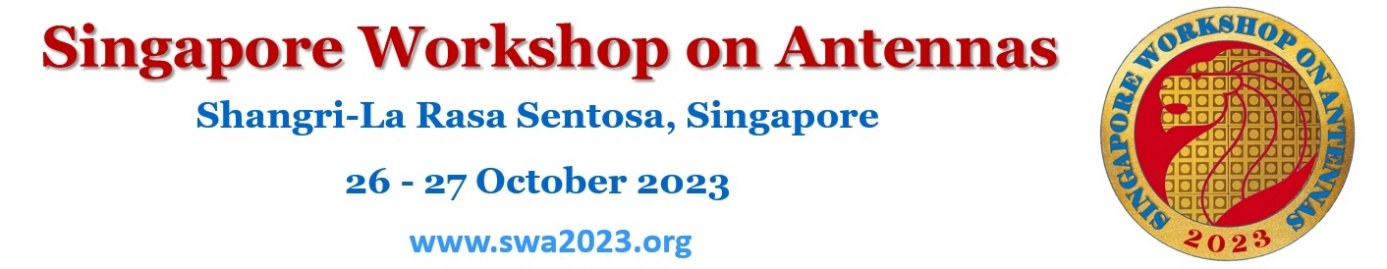 Singapore Workshop on Antennas
Shangri-La Rasa Sentosa, Singapore
26 - 27 October 2023
www.swa2023.org
SINGAPORE WORKSHOP ON ANTENNAS
2023